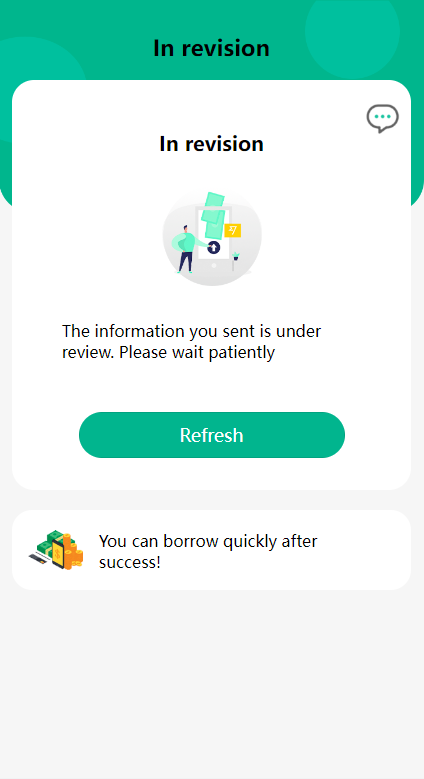 In revision
In revision
The information you sent is under
review. Please wait patiently
Refresh
You can borrow quickly after
success!